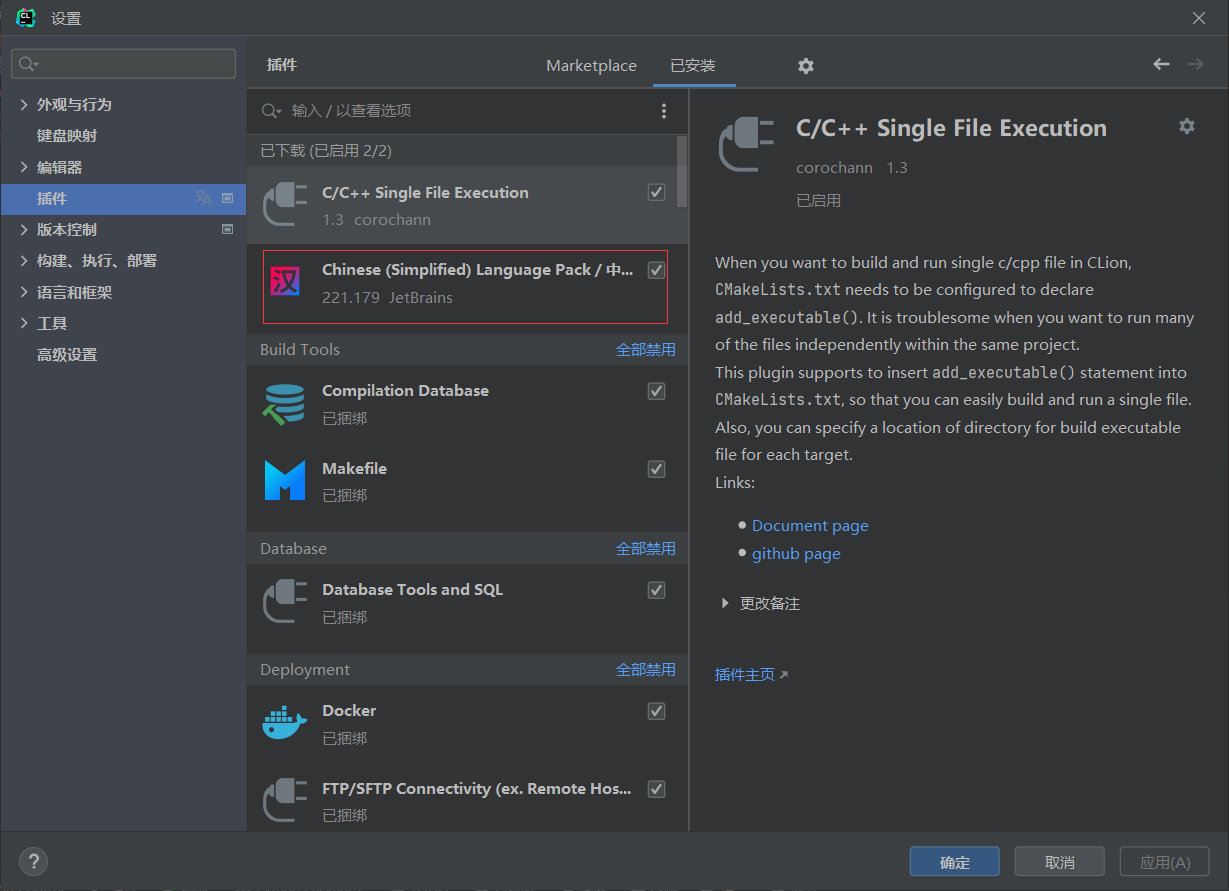 设置
插件
Marketplace
已安装
外观与行为
键盘映射
编辑器
插件
版本控制
构建、执行、部署
语言和框架
工具
高级设置
输入 / 以查看选项
已下载 (已启用 2/2)
C/C++ Single File Execution
1.3 corochann
汉
Chinese (Simplified) Language Pack / 中...
221.179 JetBrains
Build Tools 全部禁用
Compilation Database
已捆绑
Makefile
已捆绑
Database 全部禁用
Database Tools and SQL
已捆绑
Deployment 全部禁用
Docker
已捆绑
FTP/SFTP Connectivity (ex. Remote Hos...
已捆绑
C/C++ Single File Execution
corochann 1.3
已启用
When you want to build and run single c/cpp file in CLion,
CMakeLists.txt needs to be configured to declare
add_executable(). It is troublesome when you want to run many
of the files independently within the same project.
This plugin supports to insert add_executable() statement into
CMakeLists.txt, so that you can easily build and run a single file.
Also, you can specify a location of directory for build executable
file for each target.
Links:
Document page
github page
更改备注
插件主页
?
确定
取消
应用(A)